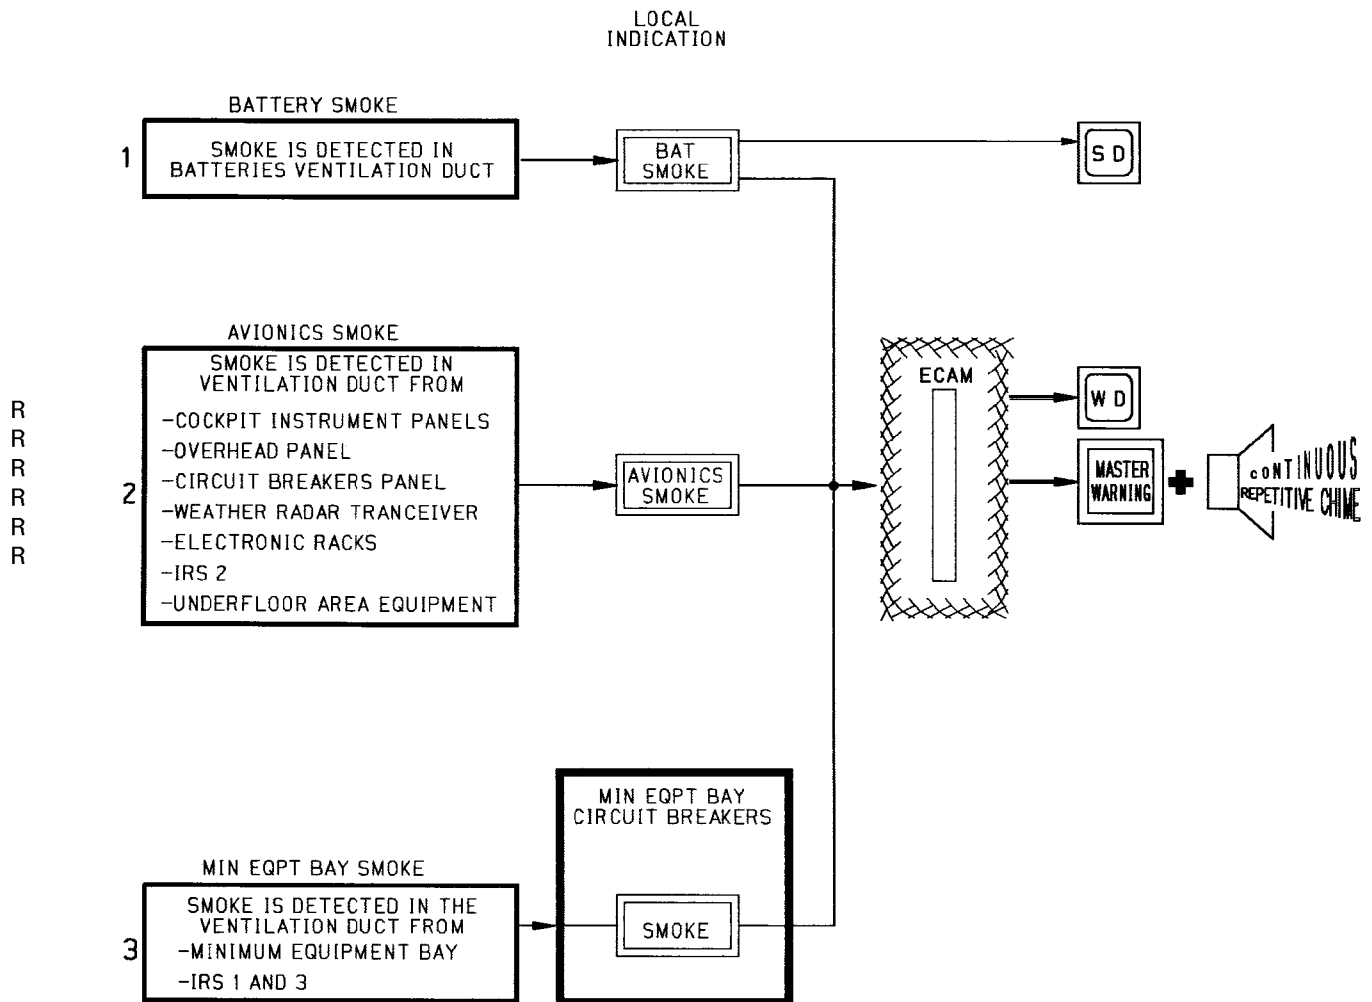 LOCAL
INDICATION
BATTERY SMOKE
1
SMOKE IS DETECTED IN
BATTERIES VENTILATION DUCT
BAT
SMOKE
S D
AVIONICS SMOKE
SMOKE IS DETECTED IN
VENTILATION DUCT FROM
-COCKPIT INSTRUMENT PANELS
-OVERHEAD PANEL
-CIRCUIT BREAKERS PANEL
-WEATHER RADAR TRANCEIVER
-ELECTRONIC RACKS
-IRS 2
-UNDERFLOOR AREA EQUIPMENT
R
R
R
R
R
R
2
AVIONICS
SMOKE
ECAM
W D
MASTER
WARNING
+
CONTINUOUS
REPETITIVE CHIME
MIN EQPT BAY
CIRCUIT BREAKERS
MIN EQPT BAY SMOKE
3
SMOKE IS DETECTED IN THE
VENTILATION DUCT FROM
-MINIMUM EQUIPMENT BAY
-IRS 1 AND 3
SMOKE